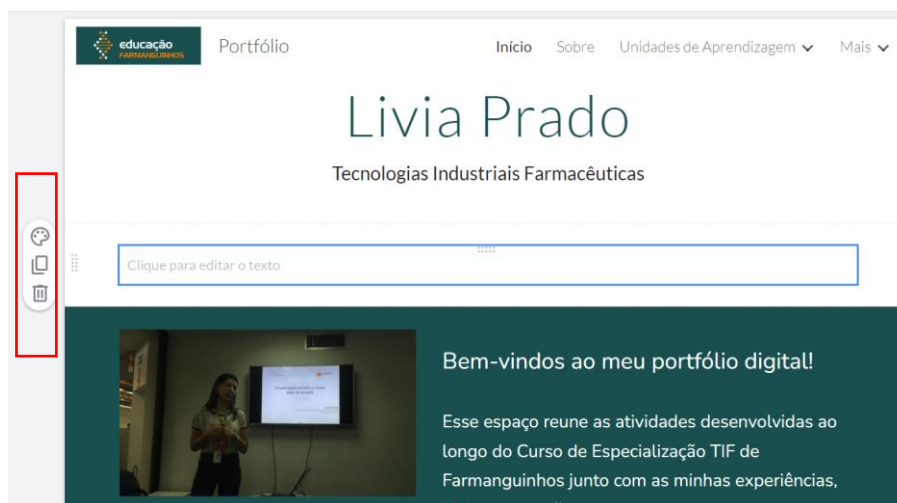 educação
FARMANGUINHOS
Portfólio
Início
Sobre
Unidades de Aprendizagem
Mais
Livia Prado
Tecnologias Industriais Farmacêuticas
Clique para editar o texto
Bem-vindos ao meu portfólio digital!
Esse espaço reune as atividades desenvolvidas ao
longo do Curso de Especialização TIF de
Farmanguinhos junto com as minhas experiências,